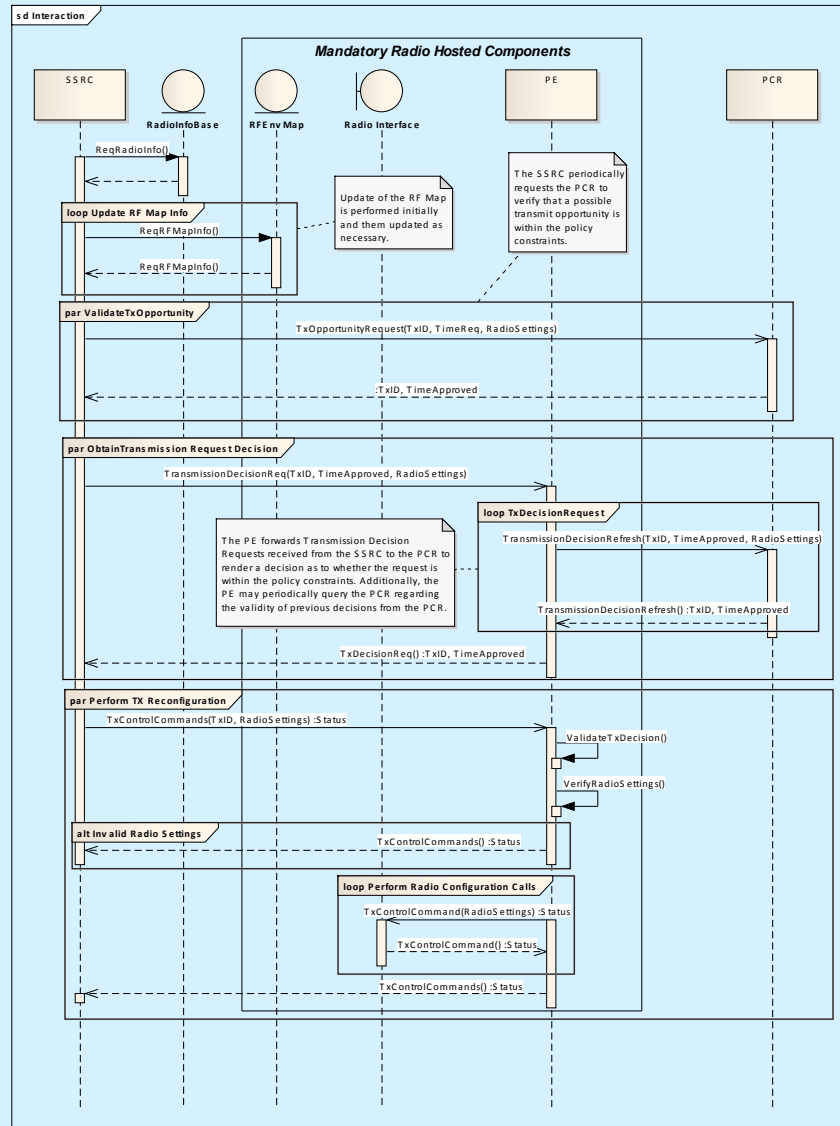 sd Interaction
Mandatory Radio Hosted Components
SSRC
RadioInfoBase
RFEnvMap
Radio Interface
PE
PCR
ReqRadioInfo()
loop Update RF Map Info
ReqRFMapInfo()
ReqRFMapInfo()
Update of the RF Map
is performed initially
and them updated as
necessary.
The SSRC periodically
requests the PCR to
verify that a possible
transmit opportunity is
within the policy
constraints.
par ValidateTxOpportunity
TxOpportunityRequest(TxID, TimeReq, RadioSettings)
:TxID, TimeApproved
par ObtainTransmission Request Decision
TransmissionDecisionReq(TxID, TimeApproved, RadioSettings)
loop TxDecisionRequest
TransmissionDecisionRefresh(TxID, TimeApproved, RadioSettings)
The PE forwards Transmission Decision
Requests received from the SSRC to the PCR to
render a decision as to whether the request is
within the policy constraints. Additionally, the
PE may periodically query the PCR regarding
the validity of previous decisions from the PCR.
TransmissionDecisionRefresh() :TxID, TimeApproved
TxDecisionReq() :TxID, TimeApproved
par Perform TX Reconfiguration
TxControlCommands(TxID, RadioSettings) :Status
ValidateTxDecision()
VerifyRadioSettings()
alt Invalid Radio Settings
TxControlCommands() :Status
loop Perform Radio Configuration Calls
TxControlCommand(RadioSettings) :Status
TxControlCommand() :Status
TxControlCommands() :Status